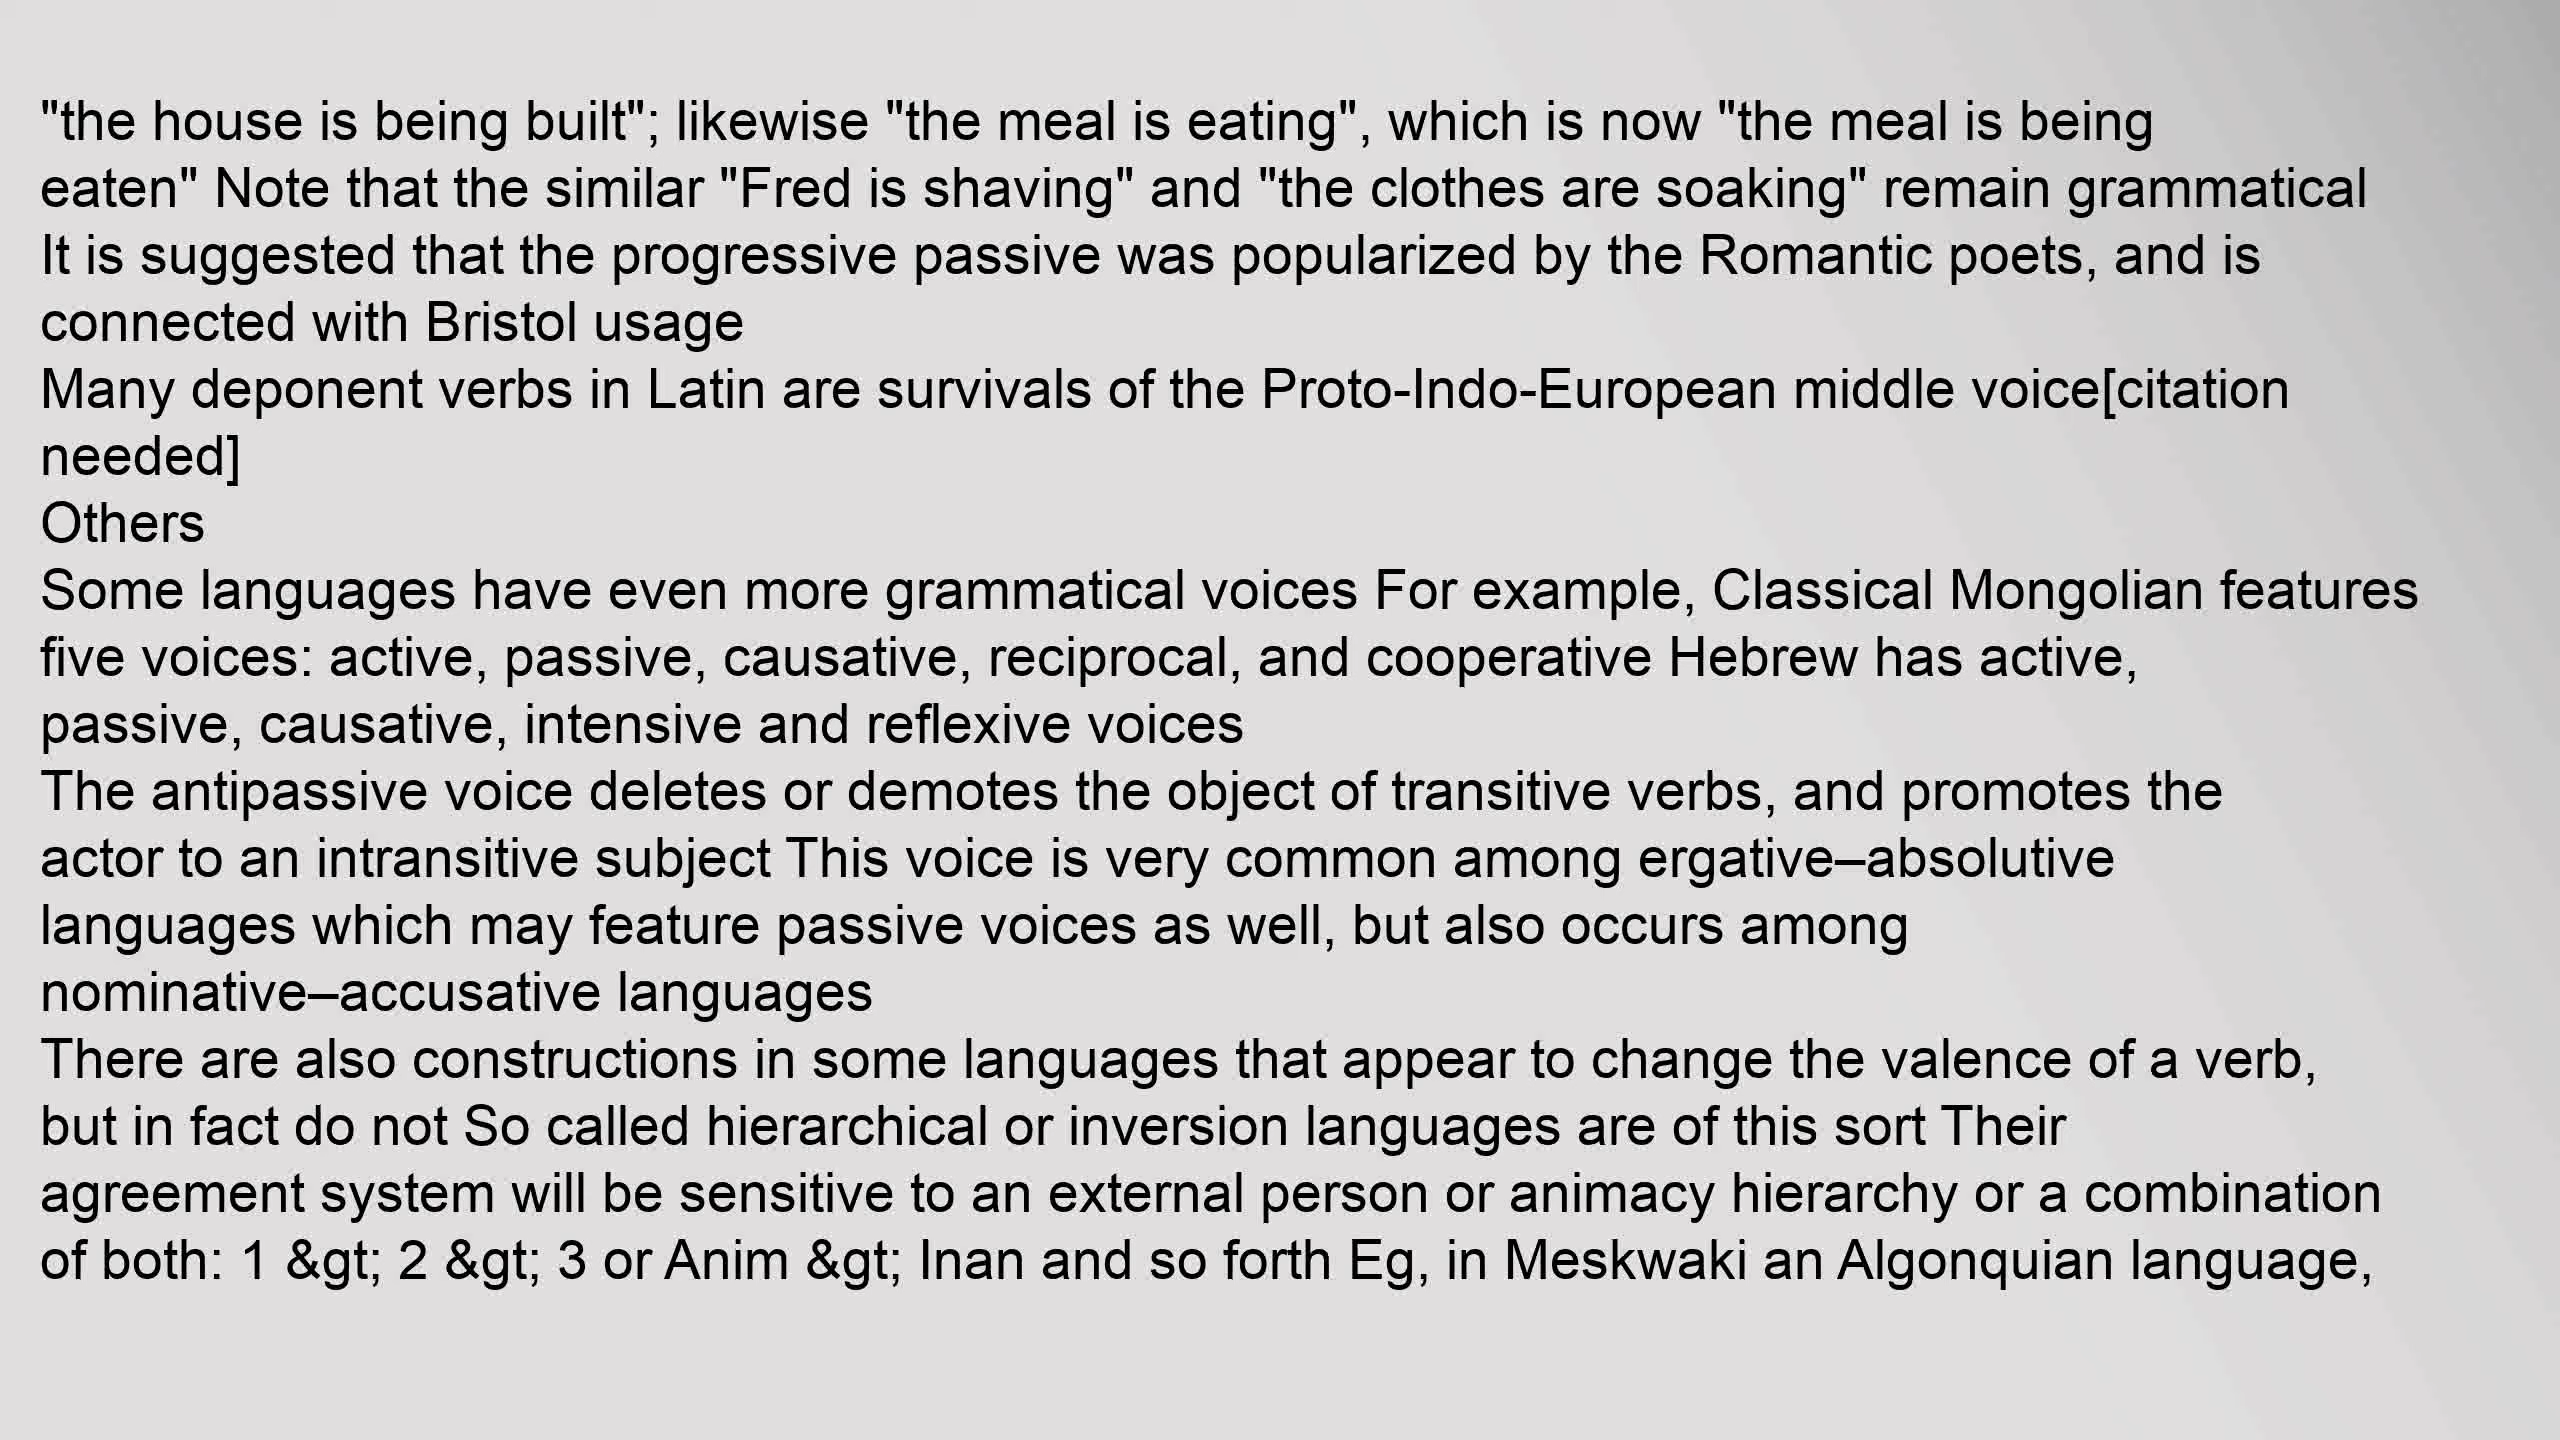 "the house is being built"; likewise "the meal is eating", which is now "the meal is being
eaten" Note that the similar "Fred is shaving" and "the clothes are soaking" remain grammatical
It is suggested that the progressive passive was popularized by the Romantic poets, and is
connected with Bristol usage
Many deponent verbs in Latin are survivals of the Proto-Indo-European middle voice[citation
needed]
Others
Some languages have even more grammatical voices For example, Classical Mongolian features
five voices: active, passive, causative, reciprocal, and cooperative Hebrew has active,
passive, causative, intensive and reflexive voices
The antipassive voice deletes or demotes the object of transitive verbs, and promotes the
actor to an intransitive subject This voice is very common among ergative–absolutive
languages which may feature passive voices as well, but also occurs among
nominative–accusative languages
There are also constructions in some languages that appear to change the valence of a verb,
but in fact do not So called hierarchical or inversion languages are of this sort Their
agreement system will be sensitive to an external person or animacy hierarchy or a combination
of both: 1 &gt; 2 &gt; 3 or Anim &gt; Inan and so forth Eg, in Meskwaki an Algonquian language,